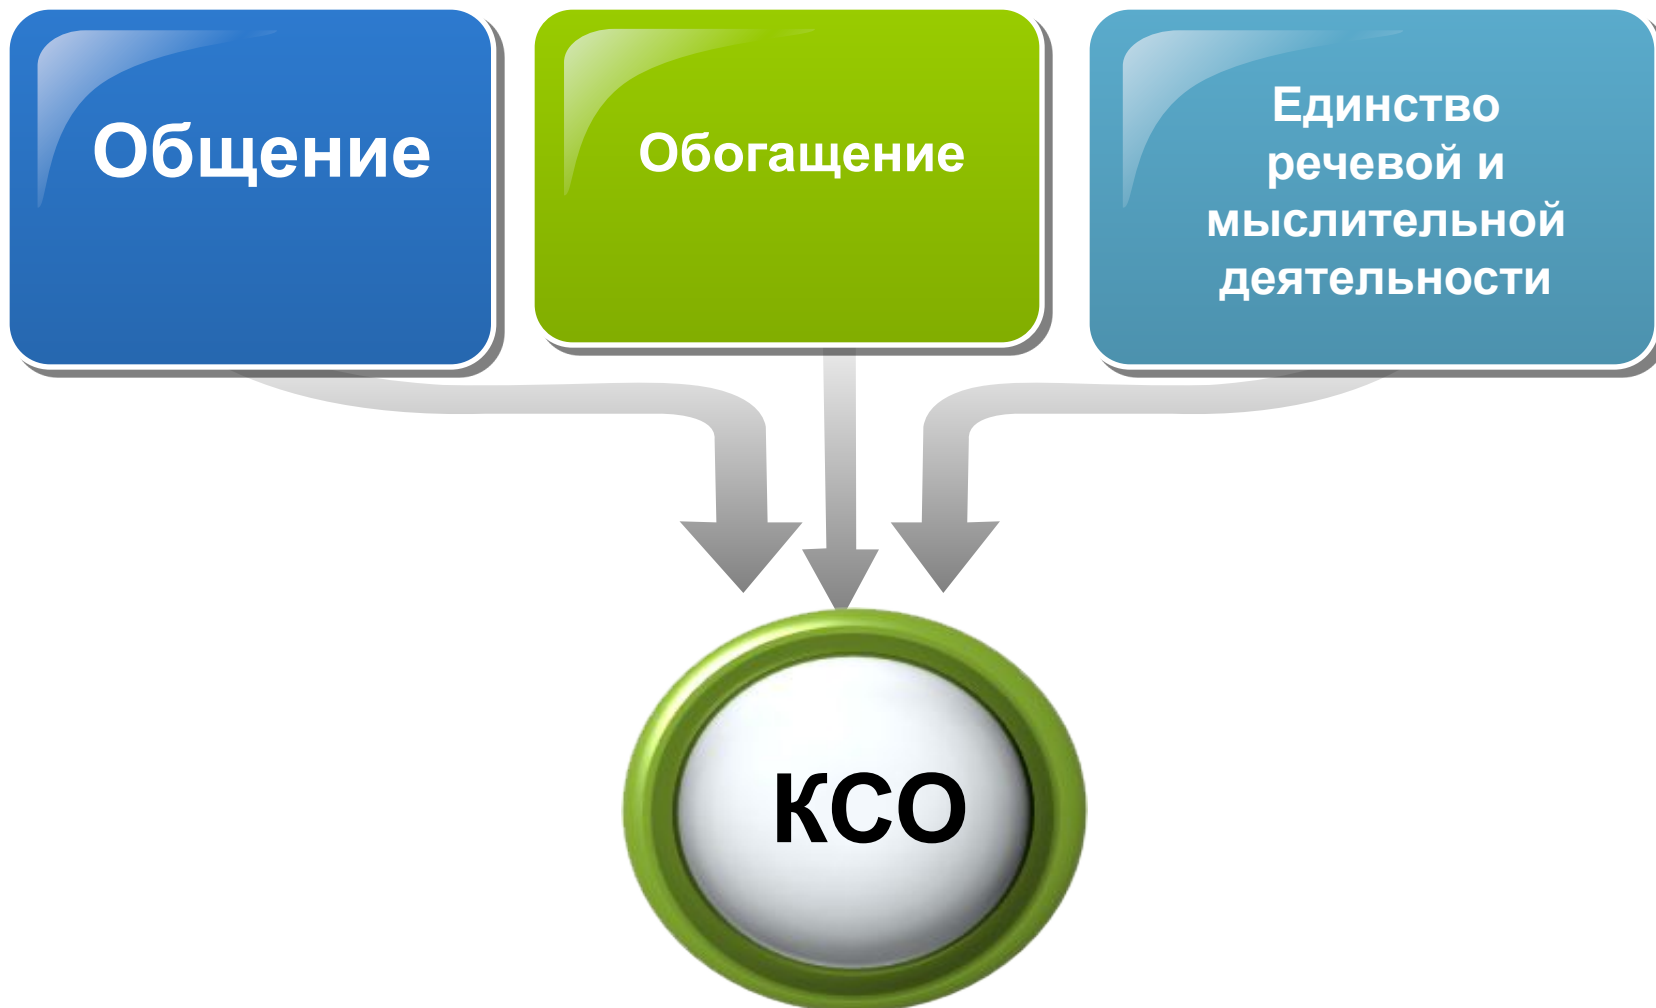 Общение
Обогащение
Единство
речевой и
мыслительной
деятельности
КСО